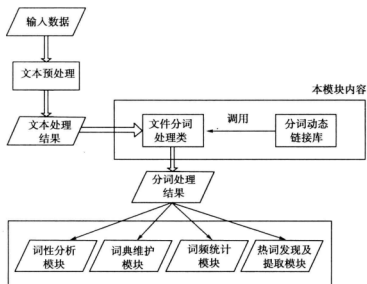 输入数据
文本预处理
本模块内容
文本处理
结果
文件分词
处理类
调用
分词动态
链接库
分词处理
结果
词性分析
模块
词典维护
模块
词频统计
模块
热词发现及
提取模块